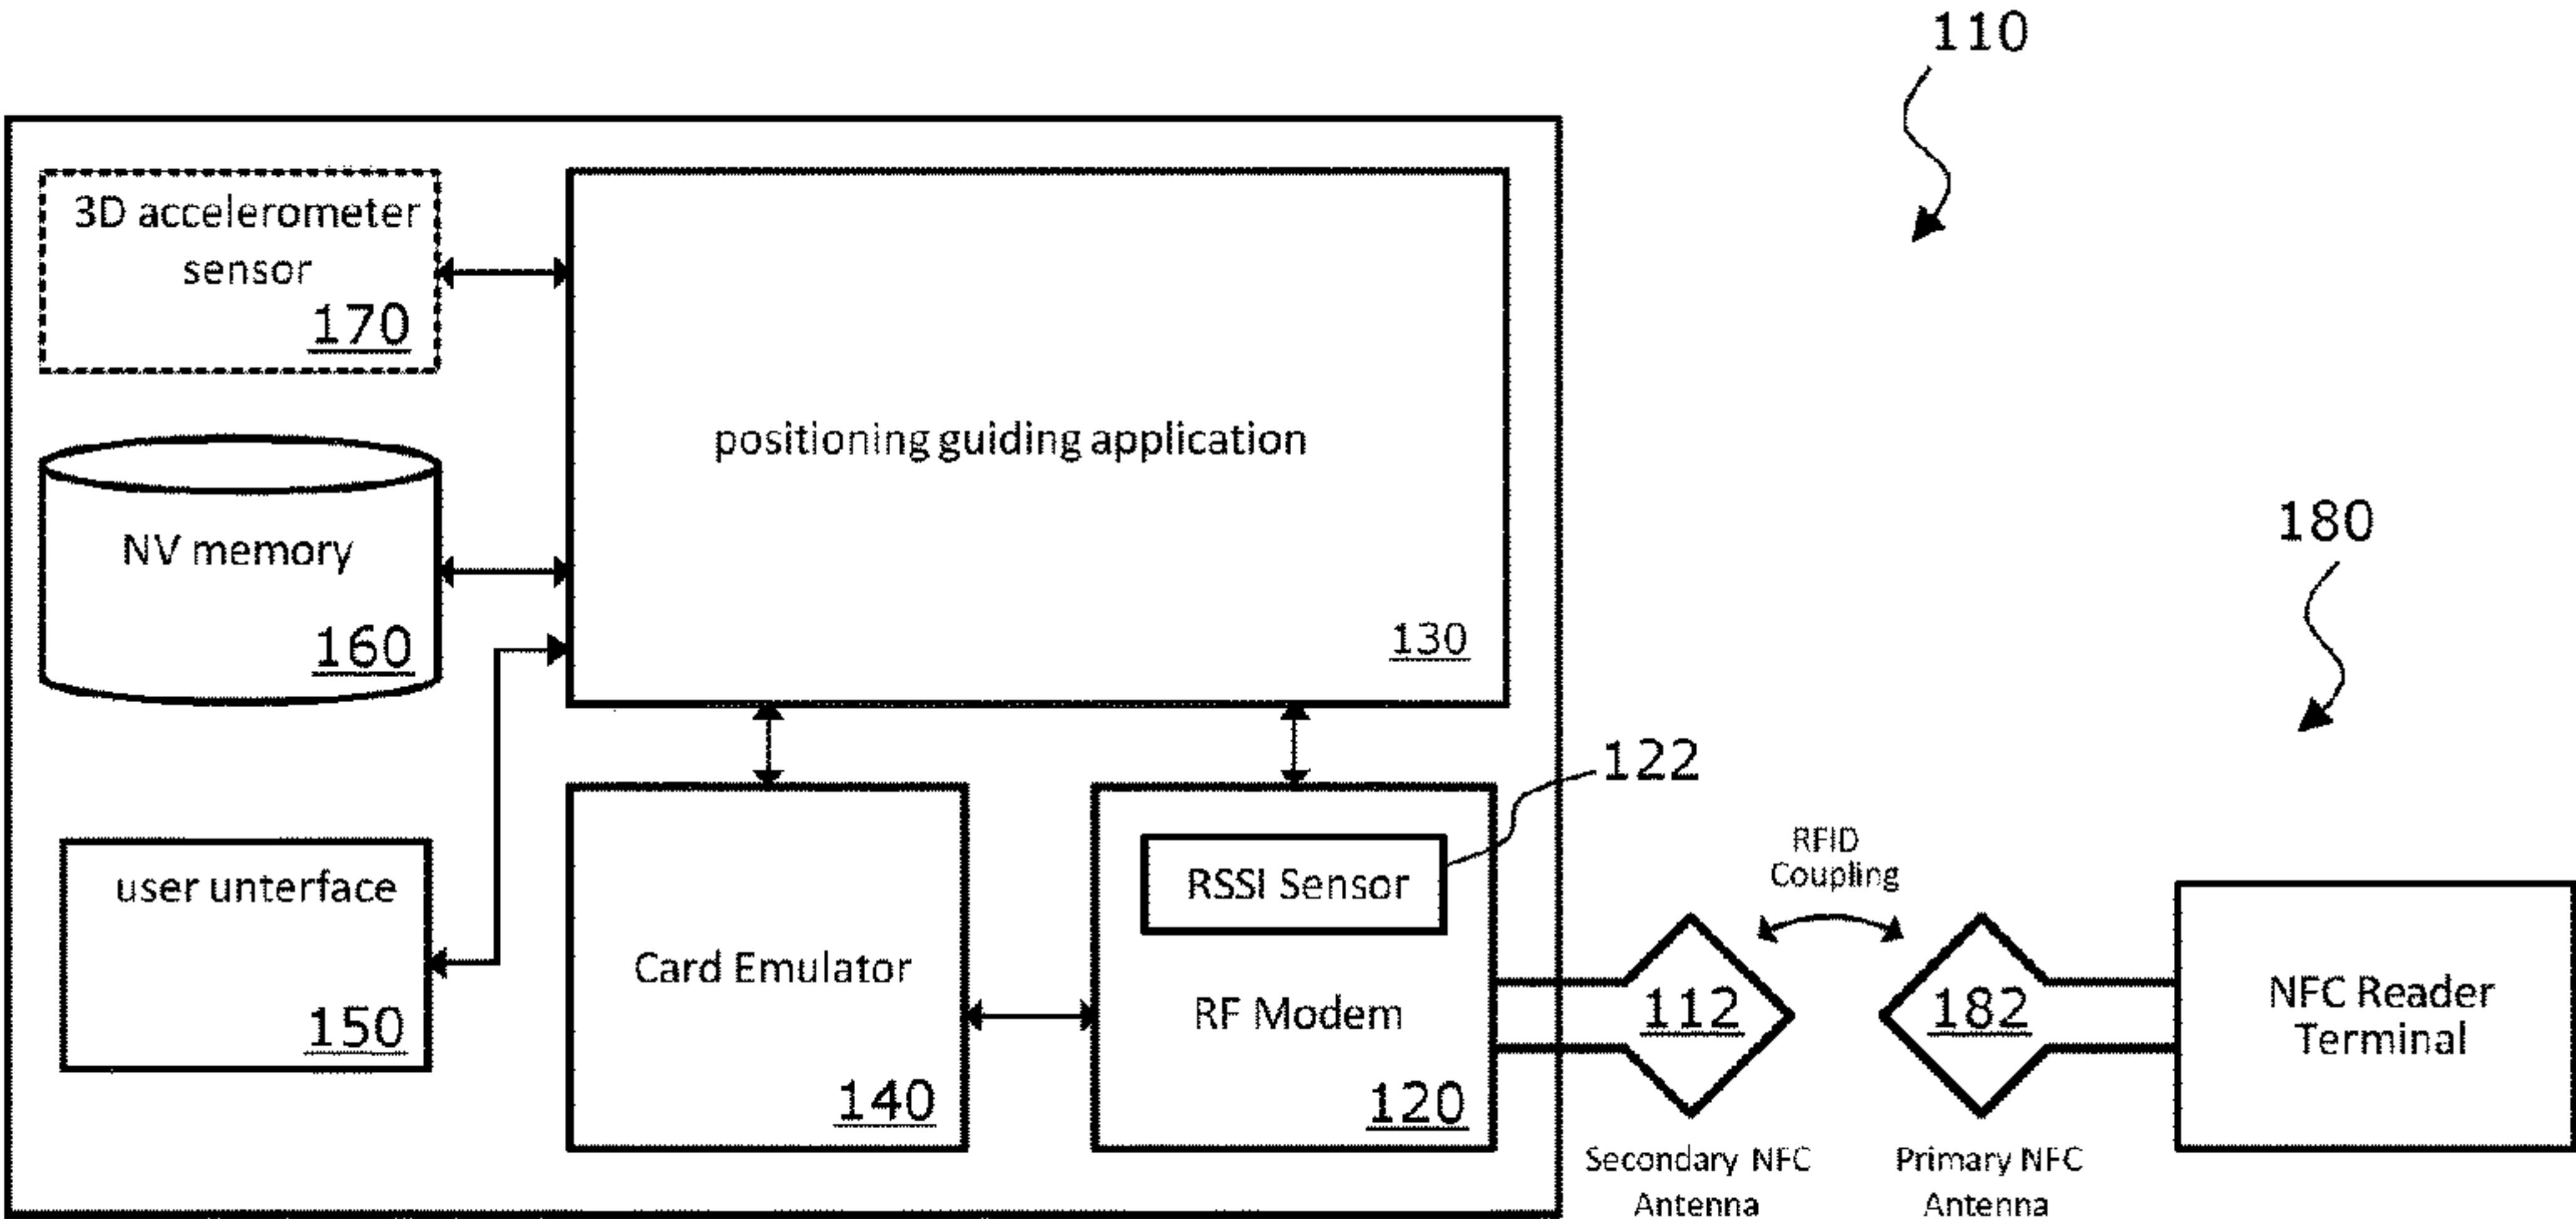 110
3D accelerometer
sensor
170
positioning guiding application
130
NV memory
160
180
122
user unterface
150
Card Emulator
140
RSSI Sensor
RF Modem
120
RFID
Coupling
112
182
NFC Reader
Terminal
Secondary NFC
Antenna
Primary NFC
Antenna